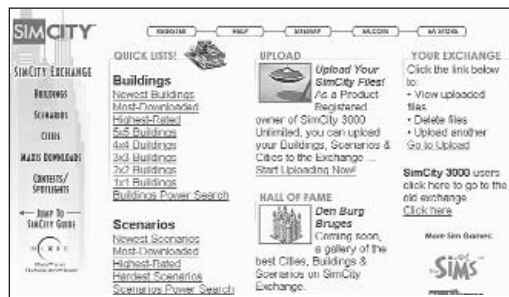 SIMCITY
REGISTER
HELP
SITEMAP
EA.COM
EA STORE
SIMCITY EXCHANGE
BUILDINGS
SCENARIOS
CITIES
MAXIS DOWNLOADS
CONTESTS/
SPOTLIGHTS
JUMP TO
SIMCITY GUIDE
MAXIS
QUICK LISTS!
Buildings
Newest Buildings
Most-Downloaded
Highest-Rated
5x5 Buildings
4x4 Buildings
3x3 Buildings
2x2 Buildings
1x1 Buildings
Buildings Power Search
Scenarios
Newest Scenarios
Most-Downloaded
Highest-Rated
Hardest Scenarios
Scenarios Power Search
UPLOAD
Upload Your
SimCity Files!
As a Product
Registered
owner of SimCity 3000
Unlimited, you can upload
your Buildings, Scenarios &
Cities to the Exchange ...
Start Uploading Now!
HALL OF FAME
Den Burg
Bruges
Coming soon,
a gallery of the
best Cities, Buildings &
Scenarios on SimCity
Exchange.
YOUR EXCHANGE
Click the link below
to:
• View uploaded
files
• Delete files
• Upload another
Go to Upload
SimCity 3000 users
click here to go to the
old exchange
Click here
More Sim Games:
THE SIMS